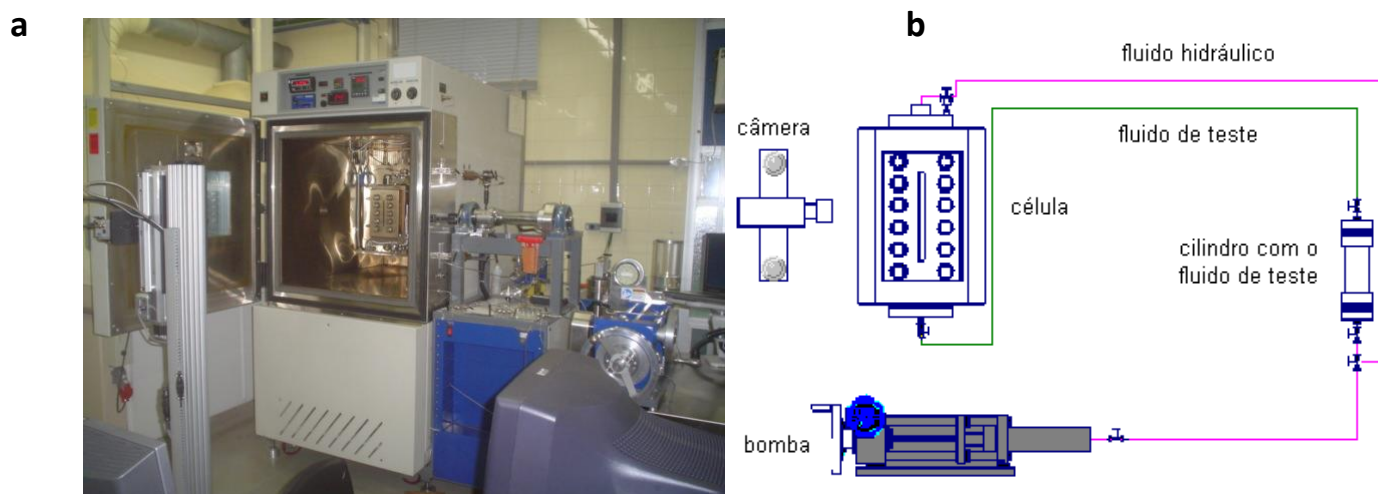 a
b
fluido hidráulico
câmera
fluido de teste
célula
cilindro com o
fluido de teste
bomba